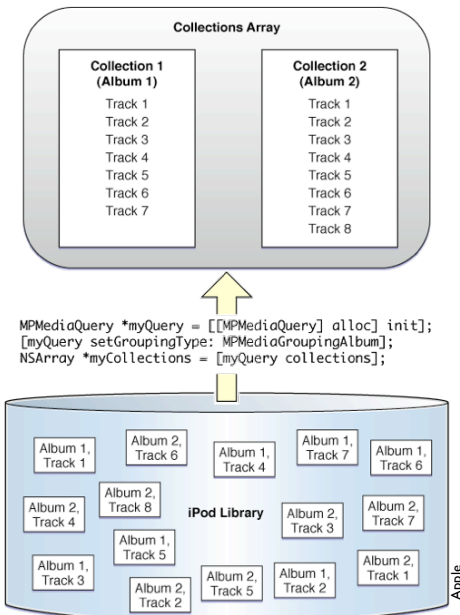 Collections Array
Collection 1
(Album 1)
Track 1
Track 2
Track 3
Track 4
Track 5
Track 6
Track 7
Collection 2
(Album 2)
Track 1
Track 2
Track 3
Track 4
Track 5
Track 6
Track 7
Track 8
MPMediaQuery *myQuery = [[MPMediaQuery] alloc] init];
[myQuery setGroupingType: MPMediaGroupingAlbum];
NSArray *myCollections = [myQuery collections];
Album 1,
Track 1
Album 2,
Track 6
Album 1,
Track 4
Album 1,
Track 7
Album 1,
Track 6
Album 2,
Track 4
Album 2,
Track 8
iPod Library
Album 2,
Track 3
Album 2,
Track 7
Album 1,
Track 5
Album 1,
Track 3
Album 2,
Track 2
Album 2,
Track 5
Album 1,
Track 2
Album 2,
Track 1
Apple